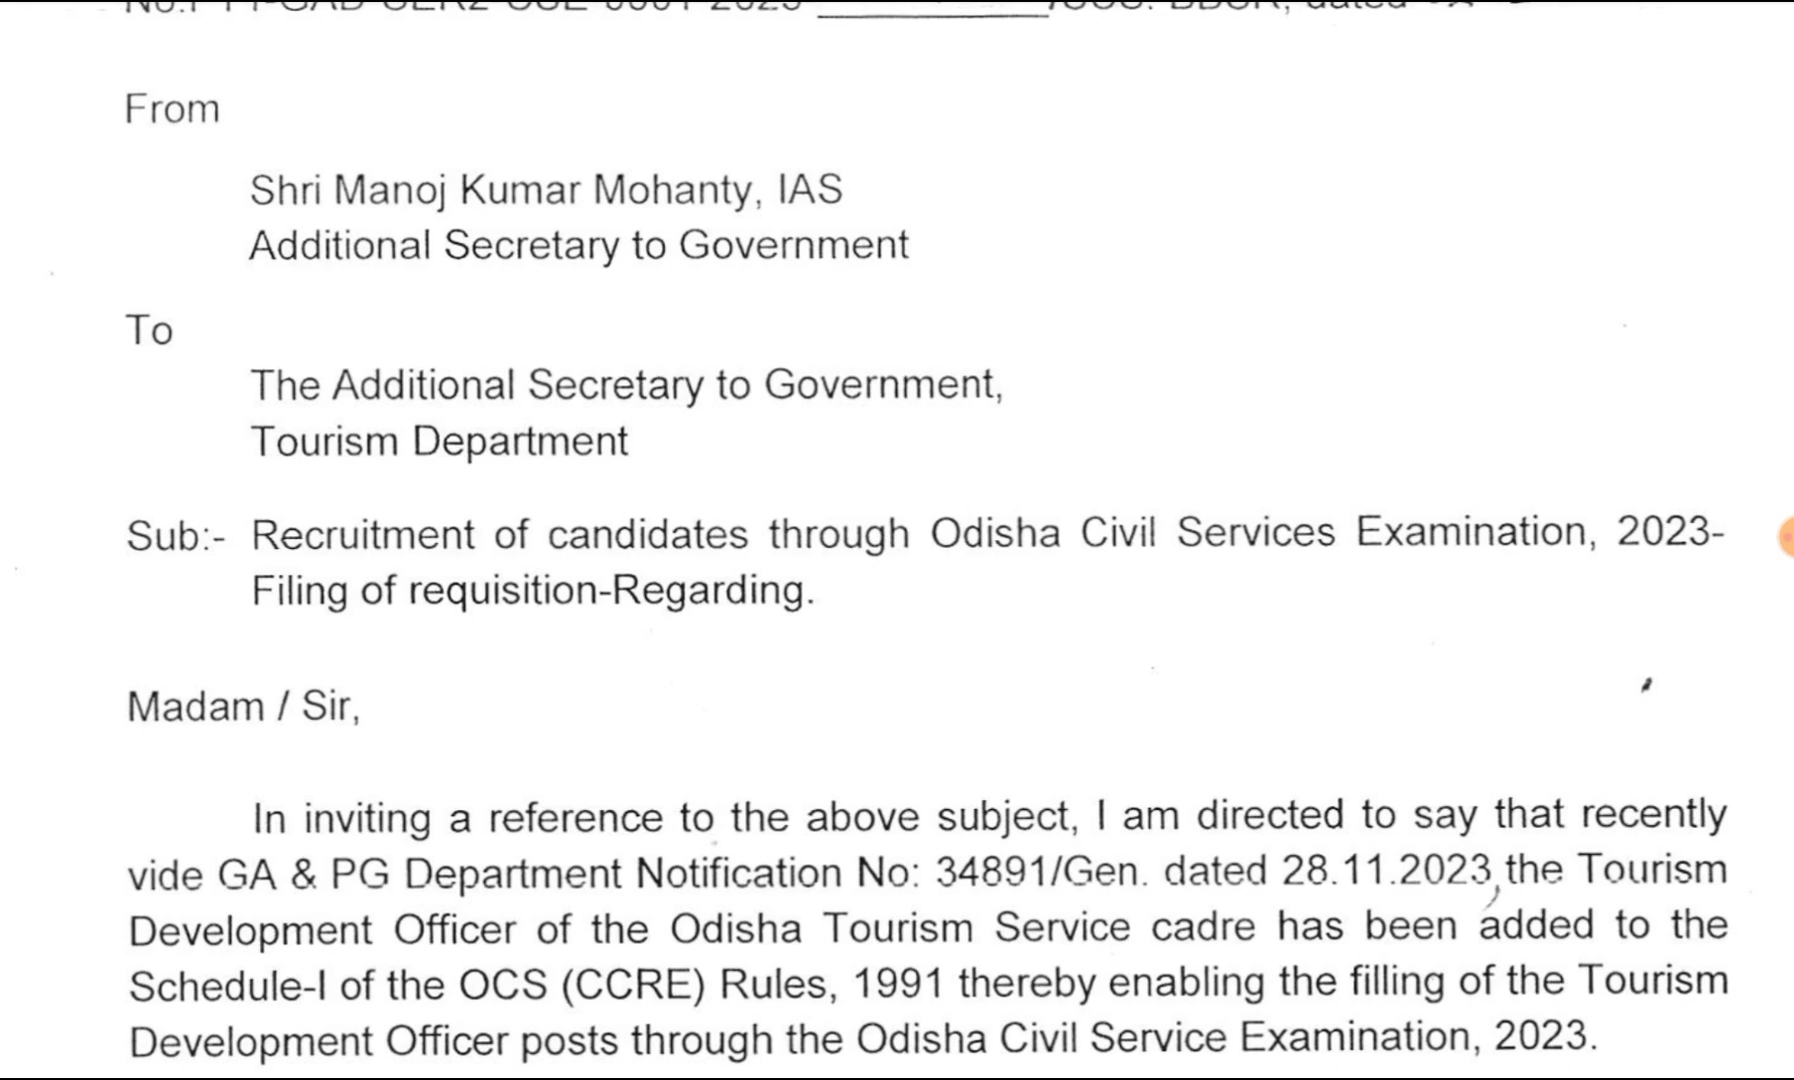 From
Shri Manoj Kumar Mohanty, IAS
Additional Secretary to Government
To
The Additional Secretary to Government,
Tourism Department
Sub:- Recruitment of candidates through Odisha Civil Services Examination, 2023-
Filing of requisition-Regarding.
Madam / Sir,
In inviting a reference to the above subject, I am directed to say that recently
vide GA & PG Department Notification No: 34891/Gen. dated 28.11.2023, the Tourism
Development Officer of the Odisha Tourism Service cadre has been added to the
Schedule-I of the OCS (CCRE) Rules, 1991 thereby enabling the filling of the Tourism
Development Officer posts through the Odisha Civil Service Examination, 2023.